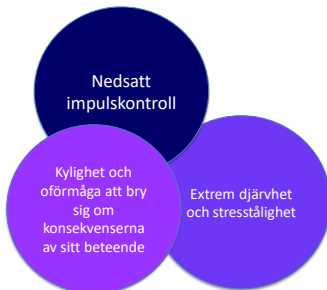 Nedsatt
impulskontroll
Kylighet och
oförmåga att bry
sig om
konsekvenserna
av sitt beteende
Extrem djärvhet
och stresstålighet